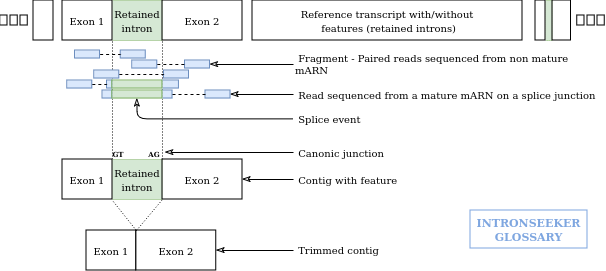 Exon 1
Retained
intron
Exon 2
Reference transcript with/without
features (retained introns)
Fragment - Paired reads sequenced from non mature
mARN
Read sequenced from a mature mARN on a splice junction
Splice event
GT AG
Canonic junction
Exon 1
Retained
intron
Exon 2
Contig with feature
INTRONSEEKER
GLOSSARY
Exon 1
Exon 2
Trimmed contig